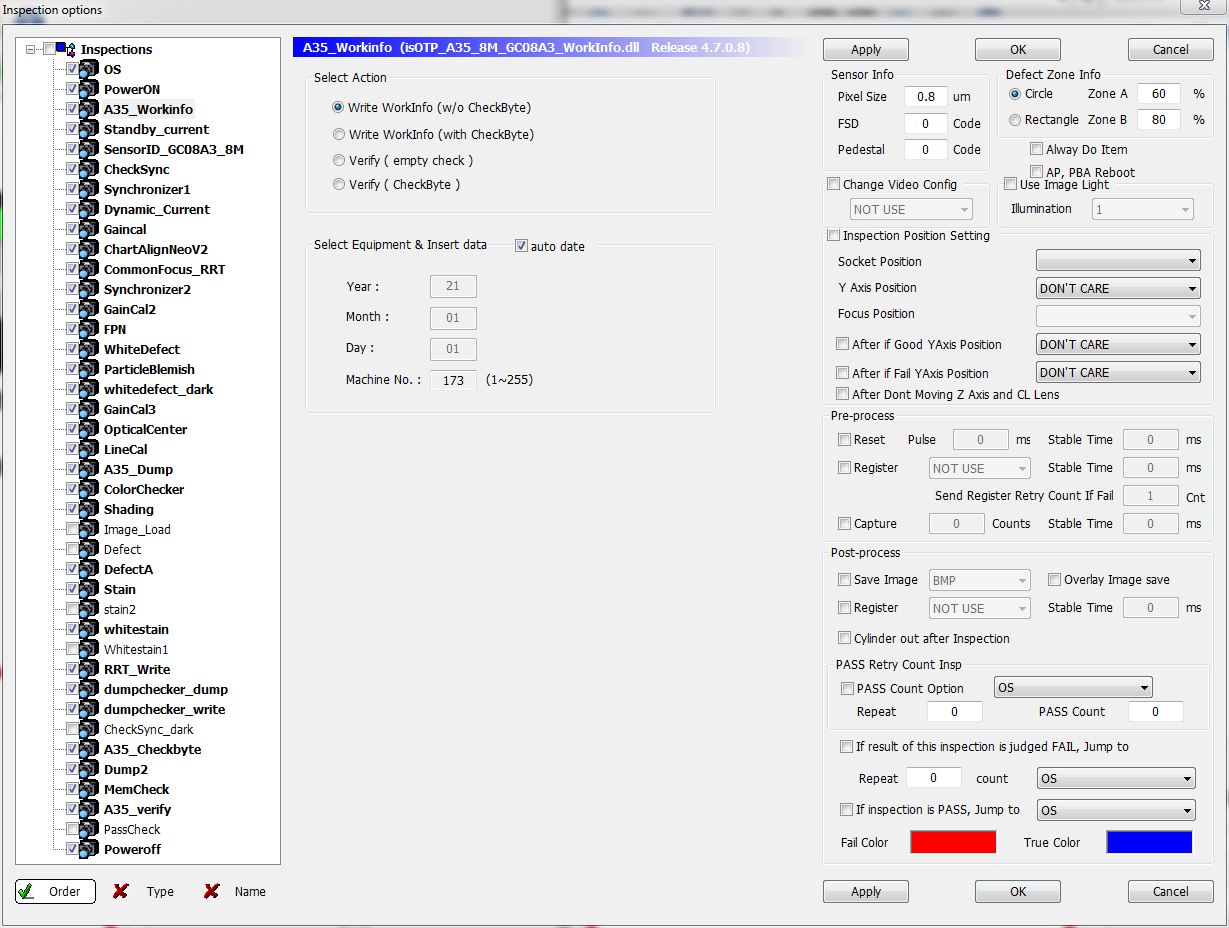 Inspection options
Inspections
OS
PowerON
A35_Workinfo
Standby_current
SensorID_GC08A3_8M
CheckSync
Synchronizer1
Dynamic_Current
Gaincal
ChartAlignNeoV2
CommonFocus_RRT
Synchronizer2
GainCal2
FPN
WhiteDefect
ParticleBlemish
whitedefect_dark
GainCal3
OpticalCenter
LineCal
A35_Dump
ColorChecker
Shading
Image_Load
Defect
DefectA
Stain
stain2
whitestain
Whitestain1
RRT_Write
dumpchecker_dump
dumpchecker_write
CheckSync_dark
A35_Checkbyte
Dump2
MemCheck
A35_verify
PassCheck
Poweroff
Order Type Name
A35_Workinfo (isOTP_A35_8M_GC08A3_WorkInfo.dll Release 4.7.0.8)
Select Action
Write WorkInfo (w/o CheckByte)
Write WorkInfo (with CheckByte)
Verify ( empty check )
Verify ( CheckByte )
Select Equipment & Insert data auto date
Year : 21
Month : 01
Day : 01
Machine No. : 173 (1~255)
Apply OK Cancel
Sensor Info
Pixel Size 0.8 um
FSD 0 Code
Pedestal 0 Code
Defect Zone Info
Circle Zone A 60 %
Rectangle Zone B 80 %
Alway Do Item
AP, PBA Reboot
Change Video Config
NOT USE
Use Image Light
Illumination 1
Inspection Position Setting
Socket Position
Y Axis Position DON'T CARE
Focus Position
After if Good YAxis Position DON'T CARE
After if Fail YAxis Position DON'T CARE
After Dont Moving Z Axis and CL Lens
Pre-process
Reset Pulse 0 ms Stable Time 0 ms
Register NOT USE Stable Time 0 ms
Send Register Retry Count If Fail 1 Cnt
Capture 0 Counts Stable Time 0 ms
Post-process
Save Image BMP Overlay Image save
Register NOT USE Stable Time 0 ms
Cylinder out after Inspection
PASS Retry Count Insp
PASS Count Option OS
Repeat 0 PASS Count 0
If result of this inspection is judged FAIL, Jump to
Repeat 0 count OS
If inspection is PASS, Jump to OS
Fail Color True Color
Apply OK Cancel